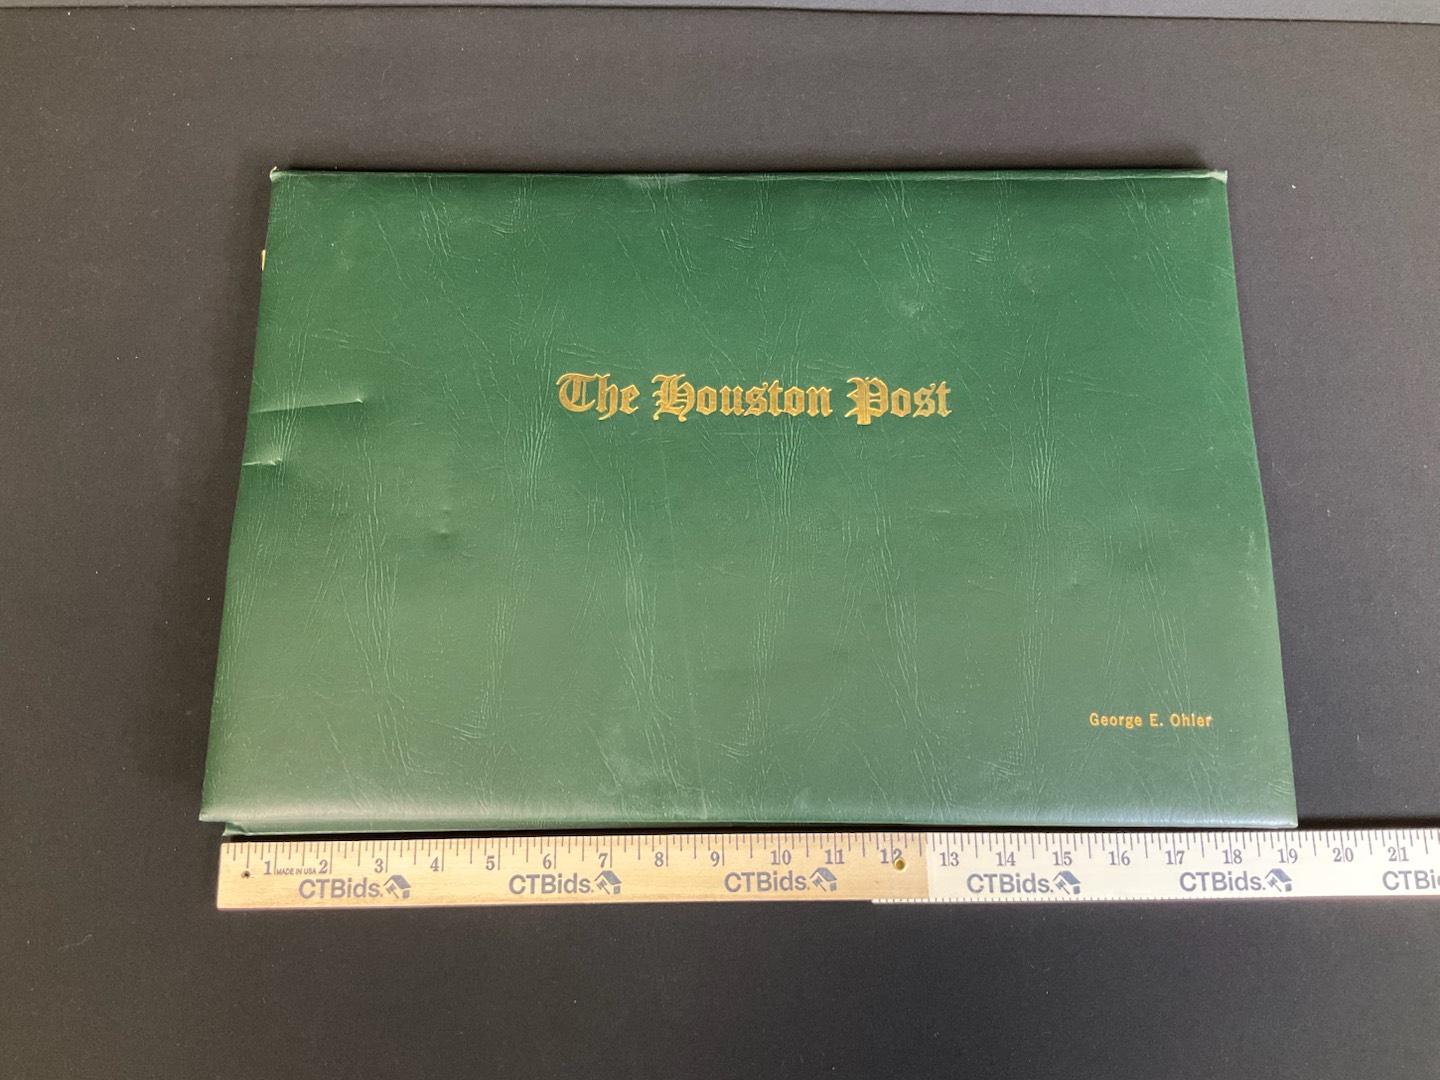 The Houston Post
George E. Ohler
1 2 3 4 5 6 7 8 9 10 11 12 13 14 15 16 17 18 19 20 21
MADE IN USA
CTBids. CTBids. CTBids. CTBids. CTBids. CTBi